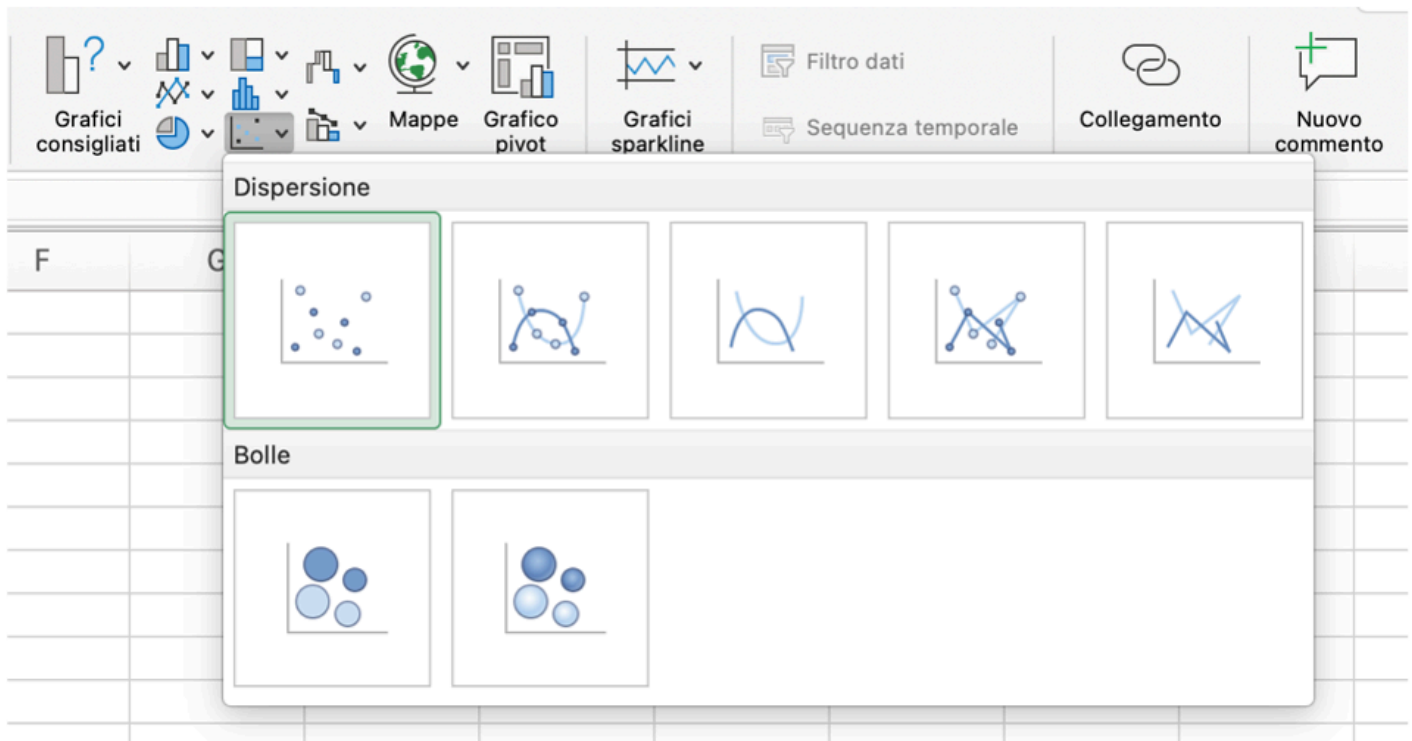 Grafici
consigliati
Mappe
Grafico
pivot
Grafici
sparkline
Filtro dati
Sequenza temporale
Collegamento
Nuovo
commento
Dispersione
F
G
Bolle